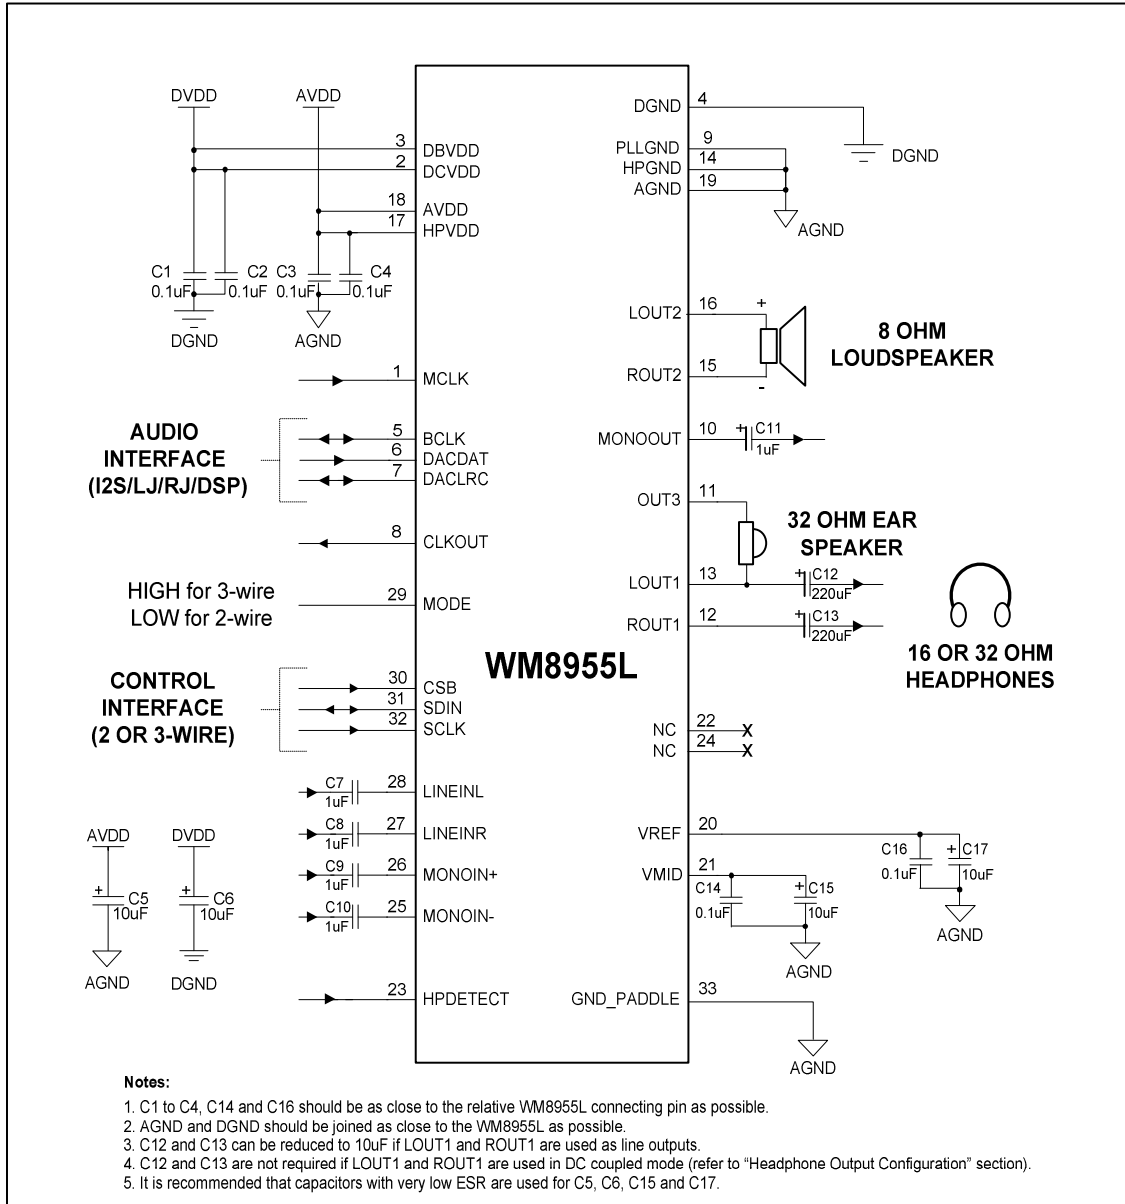 DVDD
AVDD
3
DBVDD
2
DCVDD
18
AVDD
17
HPVDD
C1
0.1uF
C2
0.1uF
C3
0.1uF
C4
0.1uF
DGND
AGND
1
MCLK
AUDIO
INTERFACE
(I2S/LJ/RJ/DSP)
5
BCLK
6
DACDAT
7
DACLRC
8
CLKOUT
HIGH for 3-wire
LOW for 2-wire
29
MODE
CONTROL
INTERFACE
(2 OR 3-WIRE)
30
CSB
31
SDIN
32
SCLK
C7
1uF
28
LINEINL
C8
1uF
27
LINEINR
C9
1uF
26
MONOIN+
C10
1uF
25
MONOIN-
AVDD
+
C5
10uF
AGND
DVDD
+
C6
10uF
DGND
23
HPDETECT
WM8955L
DGND
4
DGND
PLLGND
9
HPGND
14
AGND
19
AGND
LOUT2
16
+
ROUT2
15
-
8 OHM
LOUDSPEAKER
MONOOUT
10
+
C11
1uF
OUT3
11
32 OHM EAR
SPEAKER
LOUT1
13
+
C12
220uF
ROUT1
12
+
C13
220uF
16 OR 32 OHM
HEADPHONES
NC
22
X
NC
24
X
VREF
20
C16
0.1uF
+
C17
10uF
AGND
VMID
21
C14
0.1uF
+
C15
10uF
AGND
GND_PADDLE
33
AGND
Notes:
1. C1 to C4, C14 and C16 should be as close to the relative WM8955L connecting pin as possible.
2. AGND and DGND should be joined as close to the WM8955L as possible.
3. C12 and C13 can be reduced to 10uF if LOUT1 and ROUT1 are used as line outputs.
4. C12 and C13 are not required if LOUT1 and ROUT1 are used in DC coupled mode (refer to “Headphone Output Configuration” section).
5. It is recommended that capacitors with very low ESR are used for C5, C6, C15 and C17.